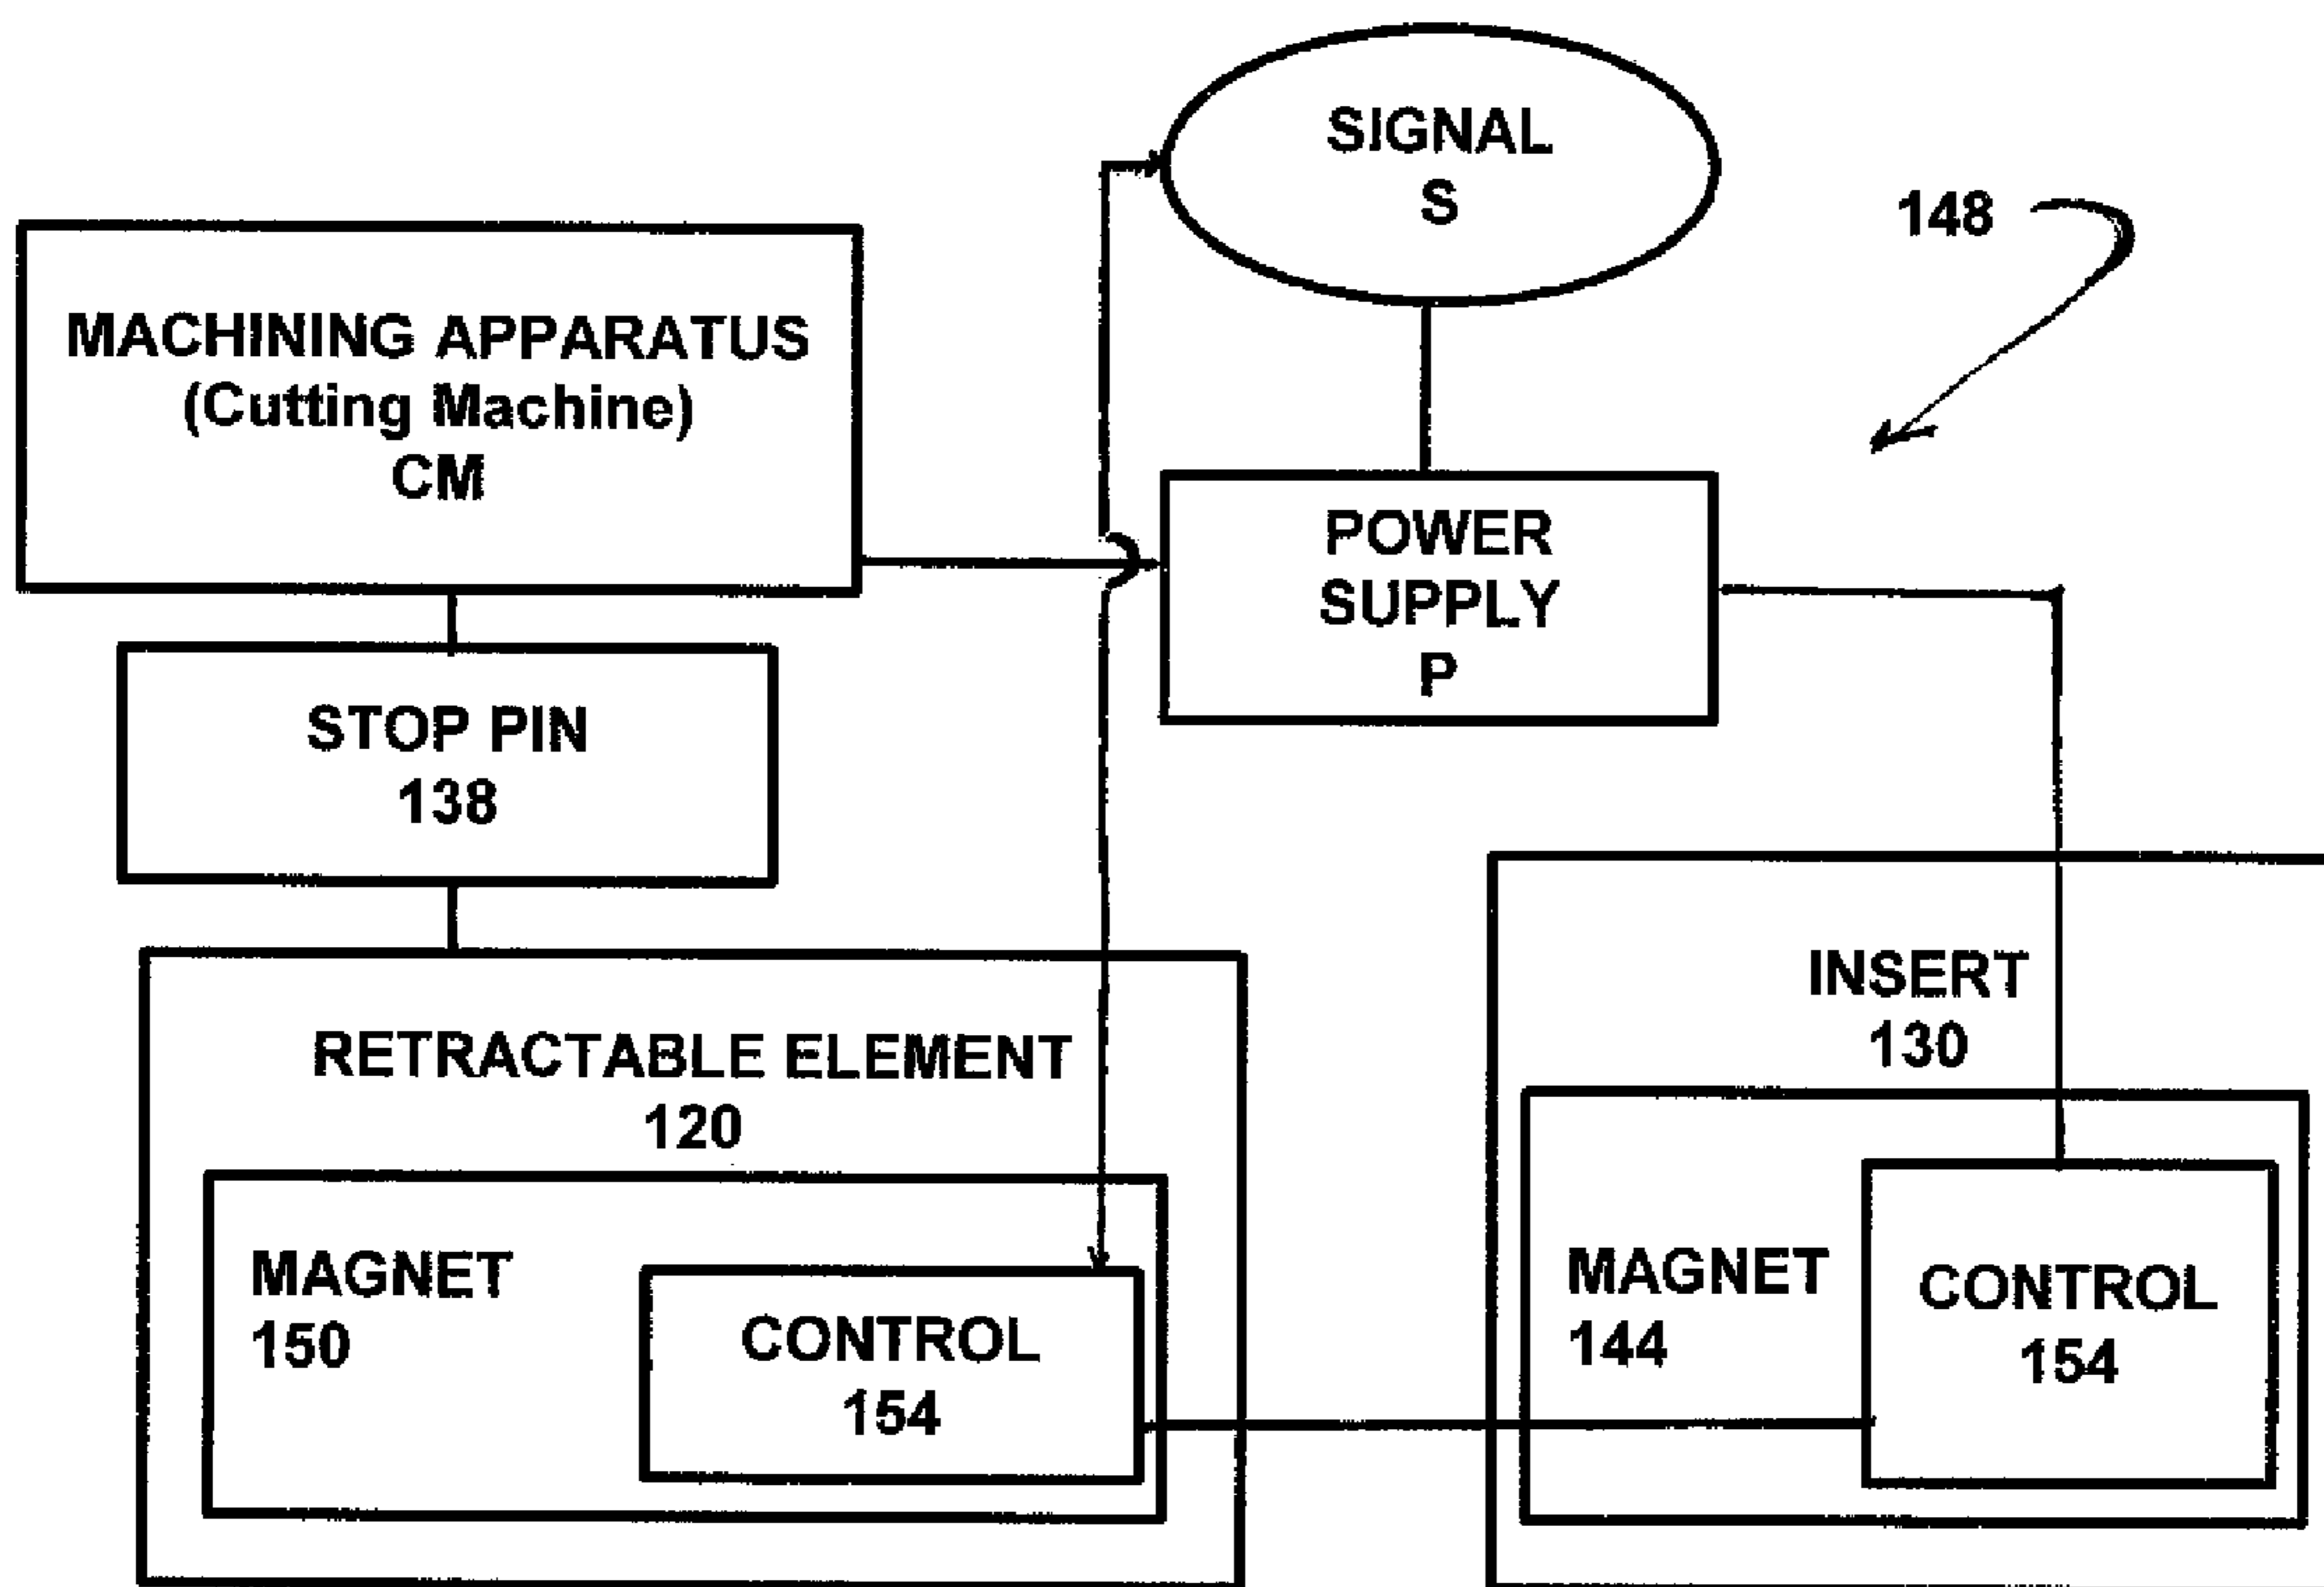 SIGNAL
S
148
MACHINING APPARATUS
(Cutting Machine)
CM
POWER
SUPPLY
P
STOP PIN
138
RETRACTABLE ELEMENT
120
MAGNET
150
CONTROL
154
INSERT
130
MAGNET
144
CONTROL
154